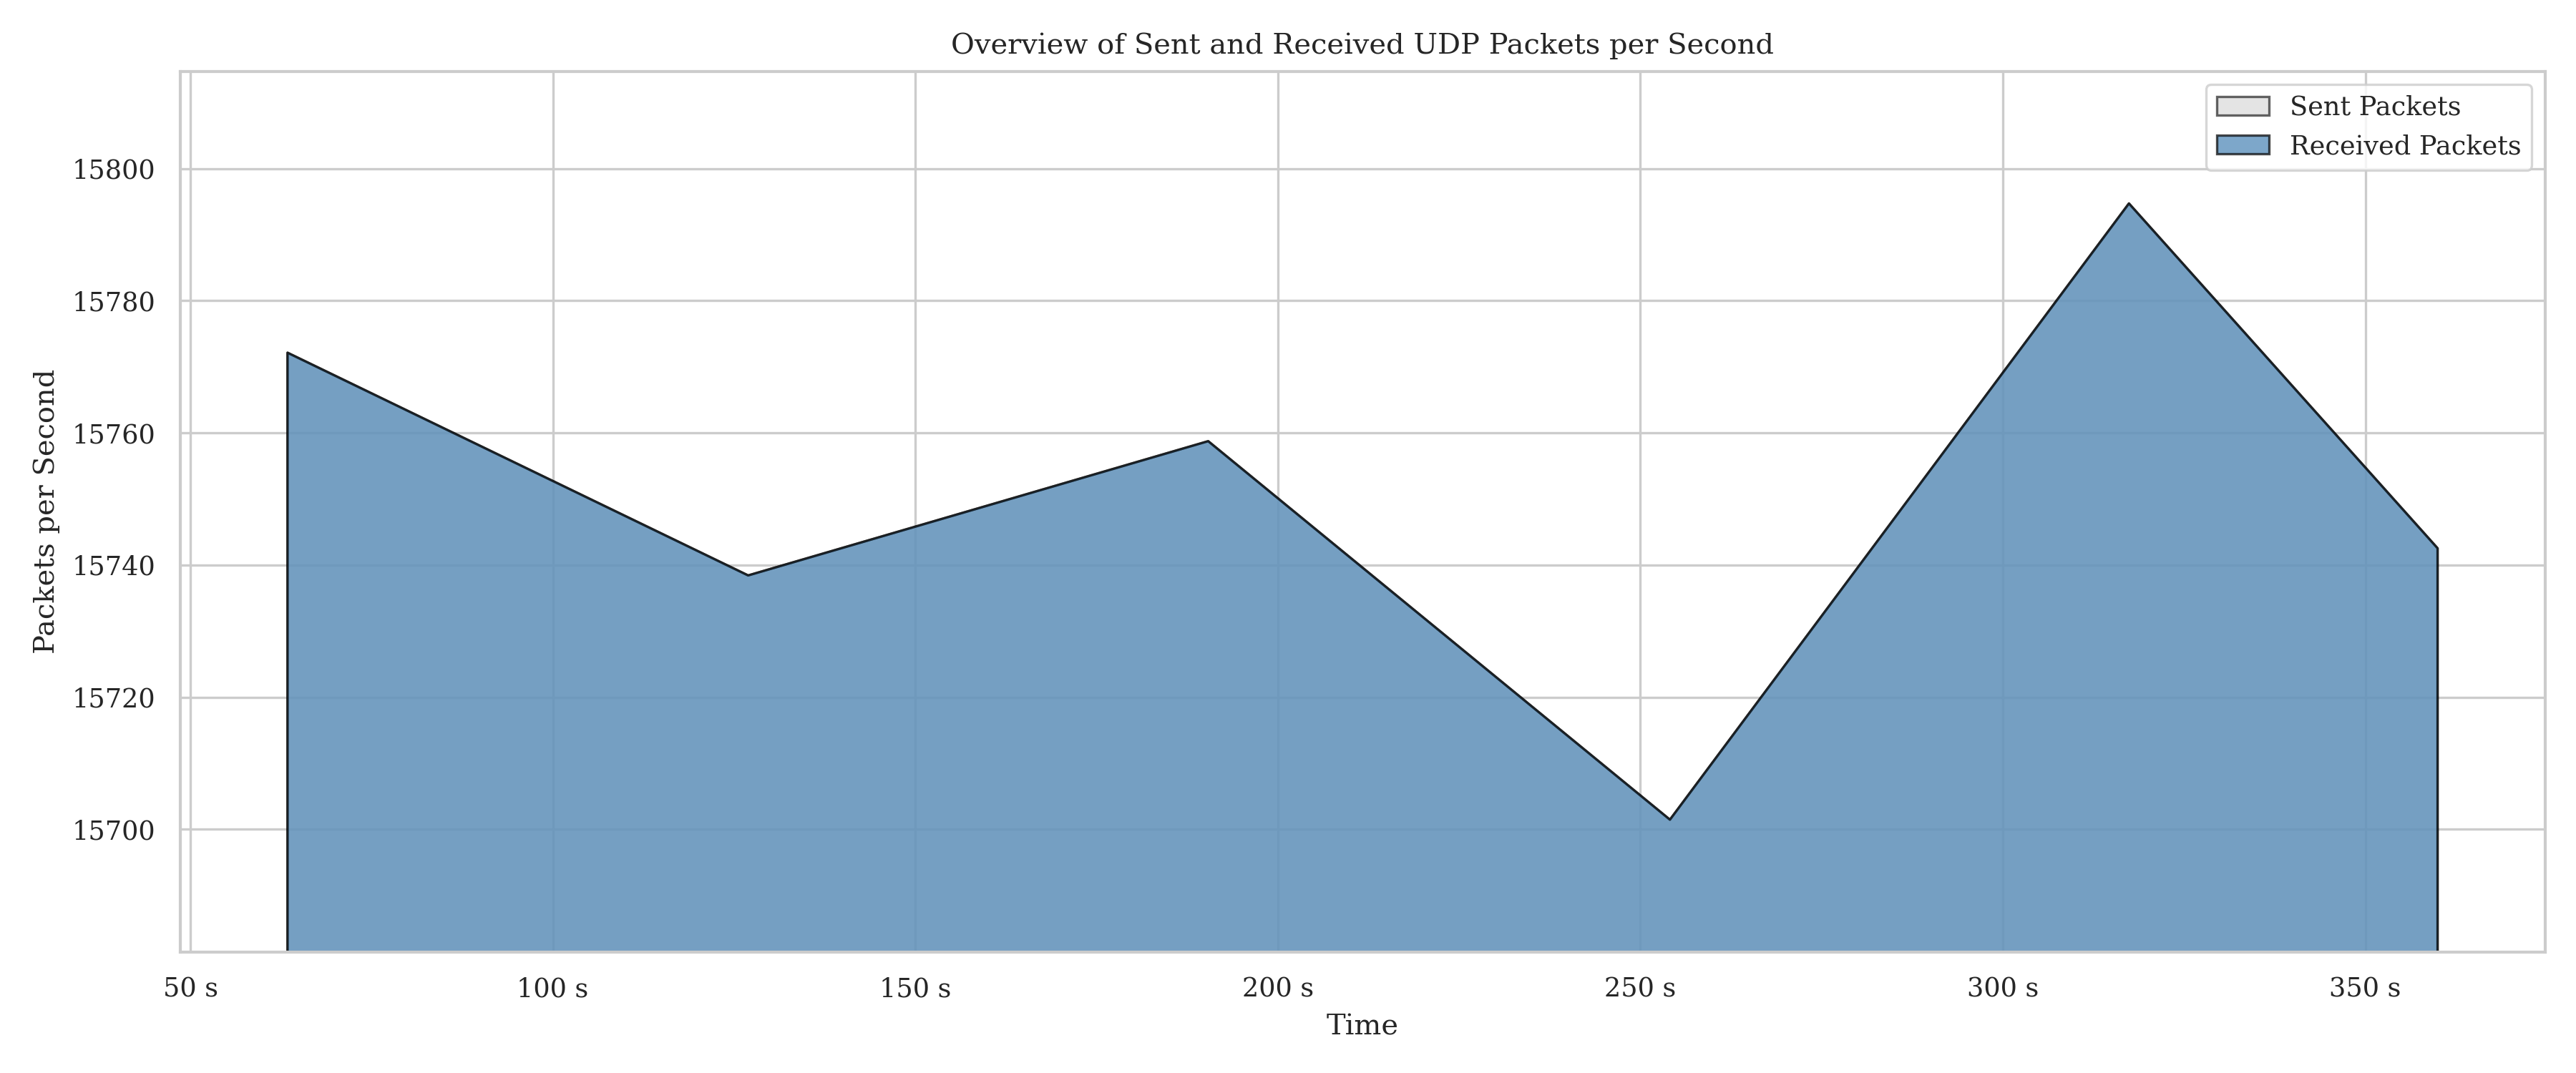 Overview of Sent and Received UDP Packets per Second
Sent Packets
Received Packets
Packets per Second
15800
15780
15760
15740
15720
15700
50 s
100 s
150 s
200 s
250 s
300 s
350 s
Time